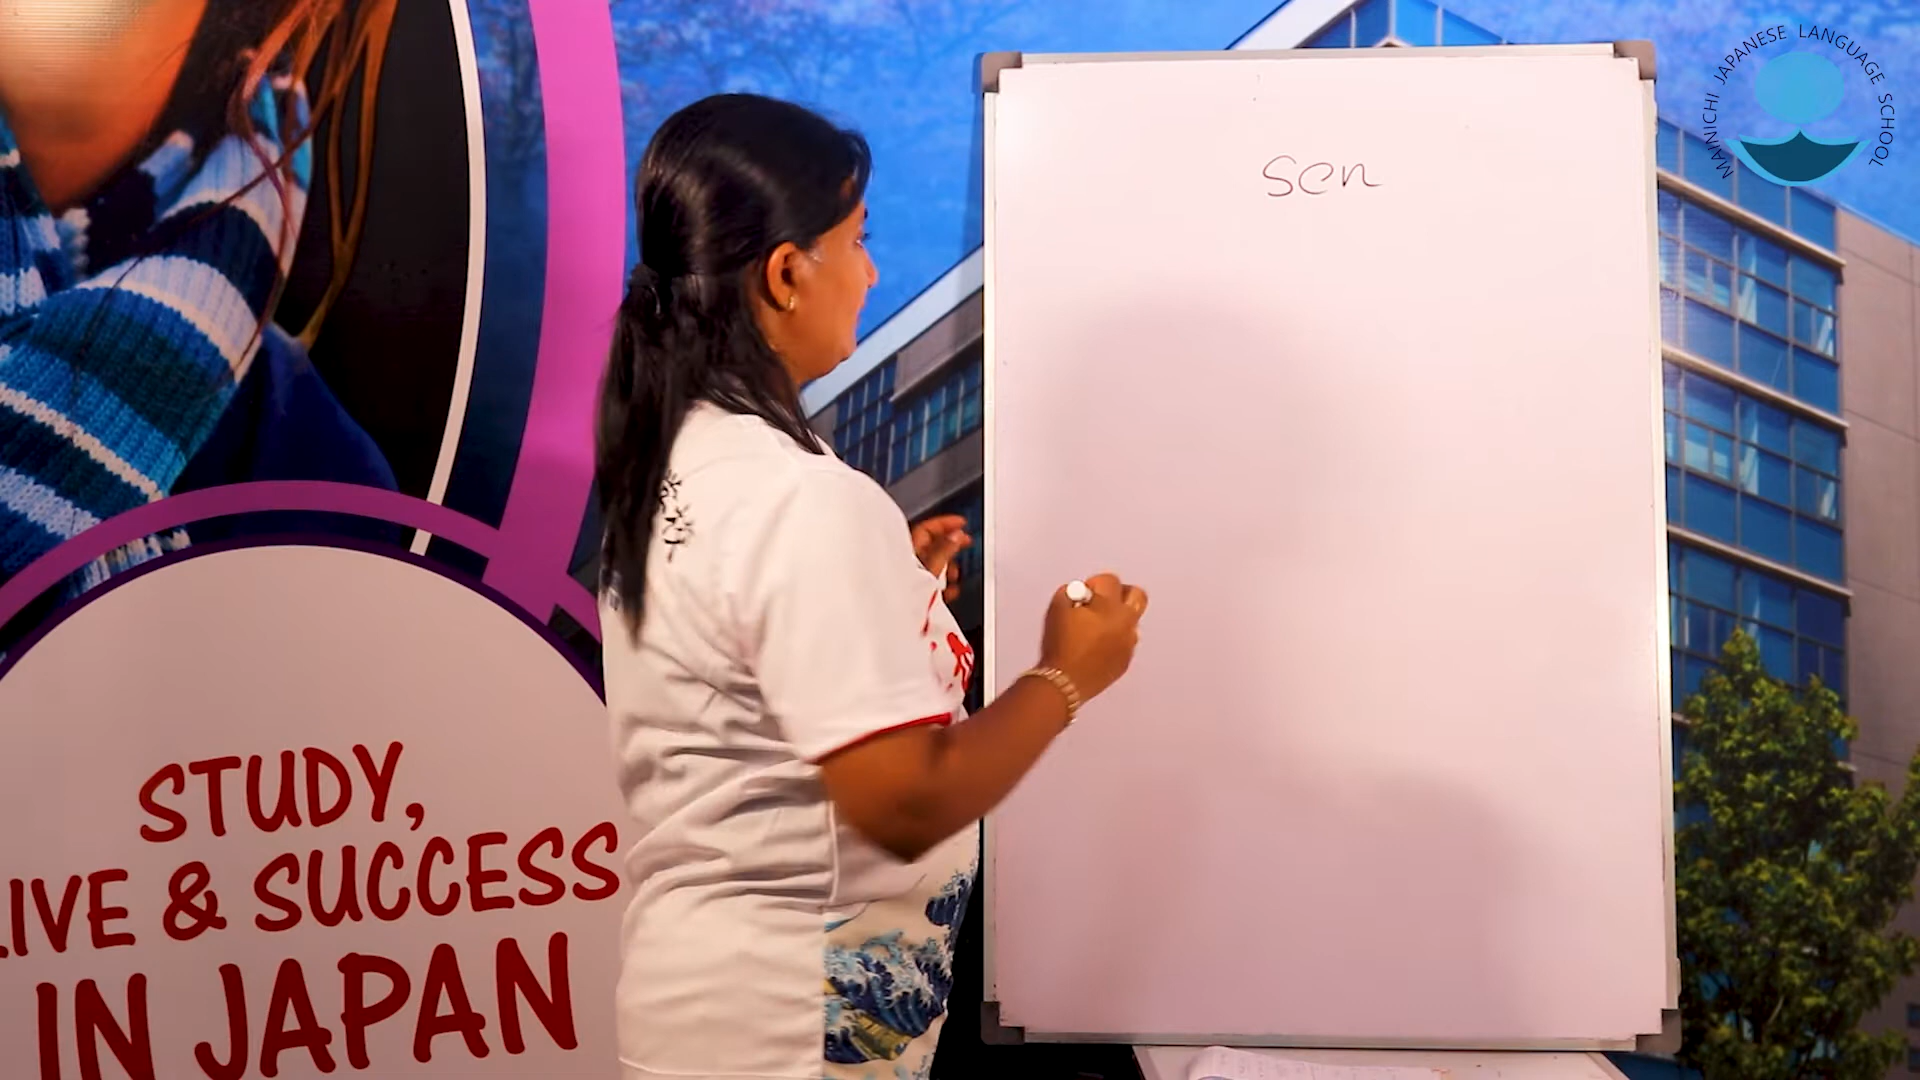 MAINICHI JAPANESE LANGUAGE SCHOOL
sen
STUDY,
LIVE & SUCCESS
IN JAPAN